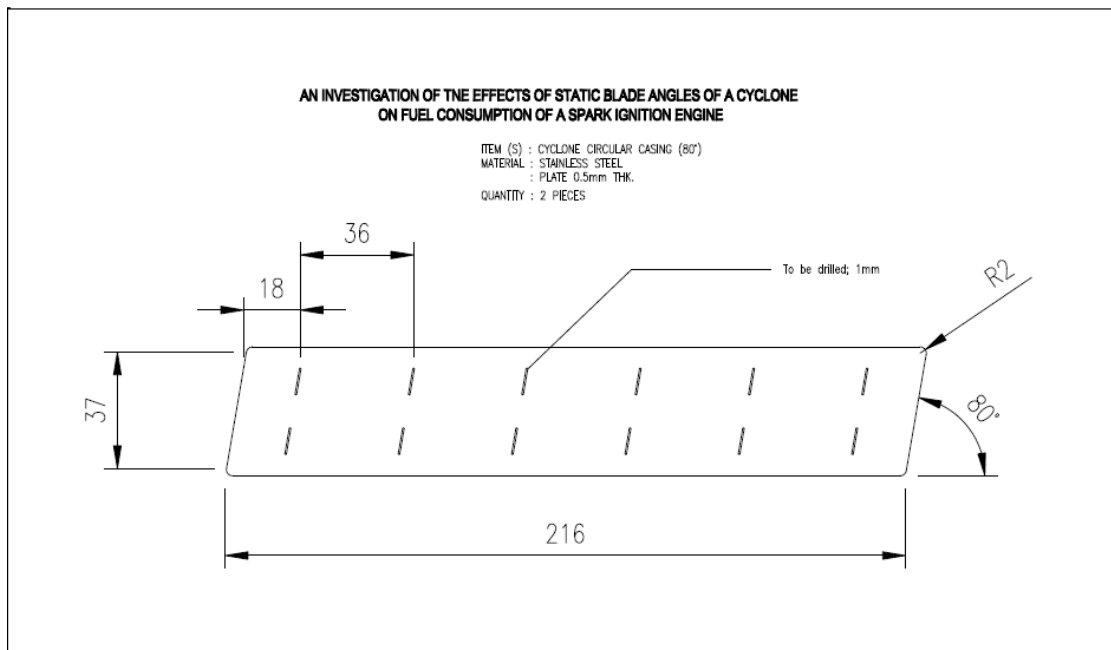 AN INVESTIGATION OF TNE EFFECTS OF STATIC BLADE ANGLES OF A CYCLONE
ON FUEL CONSUMPTION OF A SPARK IGNITION ENGINE
ITEM (S) : CYCLONE CIRCULAR CASING (80°)
MATERIAL : STAINLESS STEEL
: PLATE 0.5mm THK.
QUANTITY : 2 PIECES
36
To be drilled; 1mm
R2
18
37
80°
216